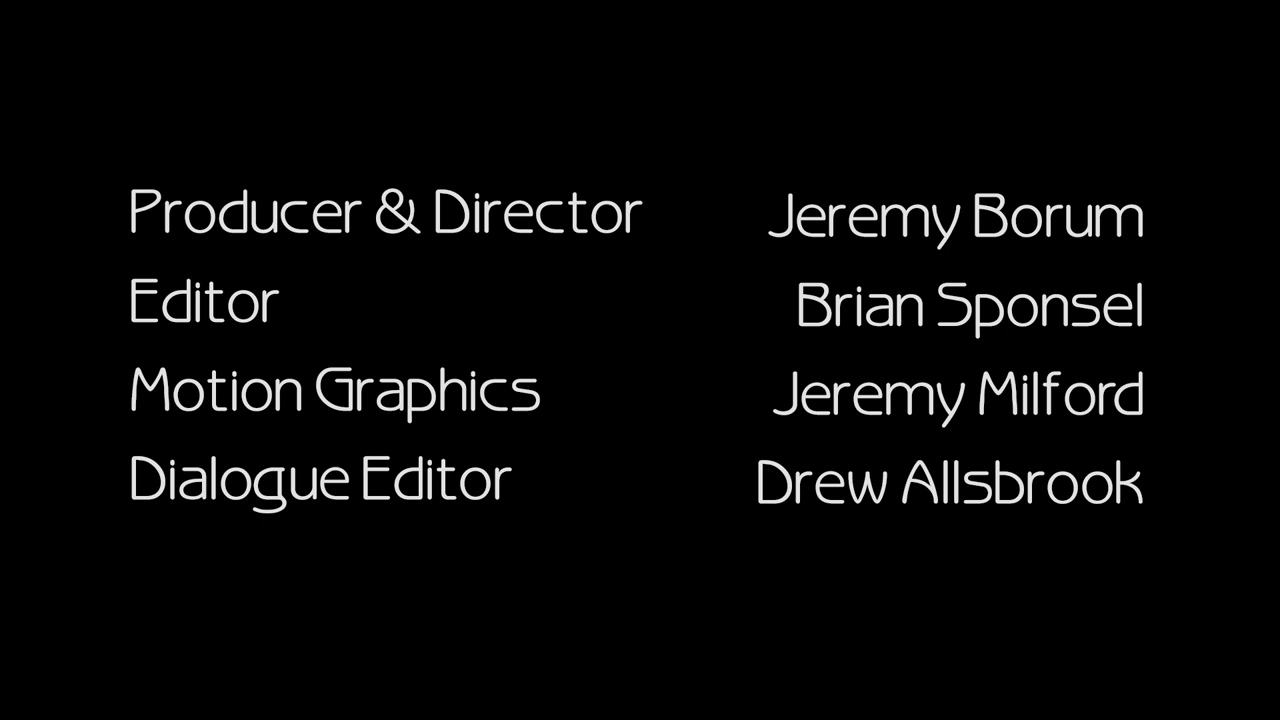 Producer & Director Jeremy Borum
Editor Brian Sponsel
Motion Graphics Jeremy Milford
Dialogue Editor Drew Allsbrook